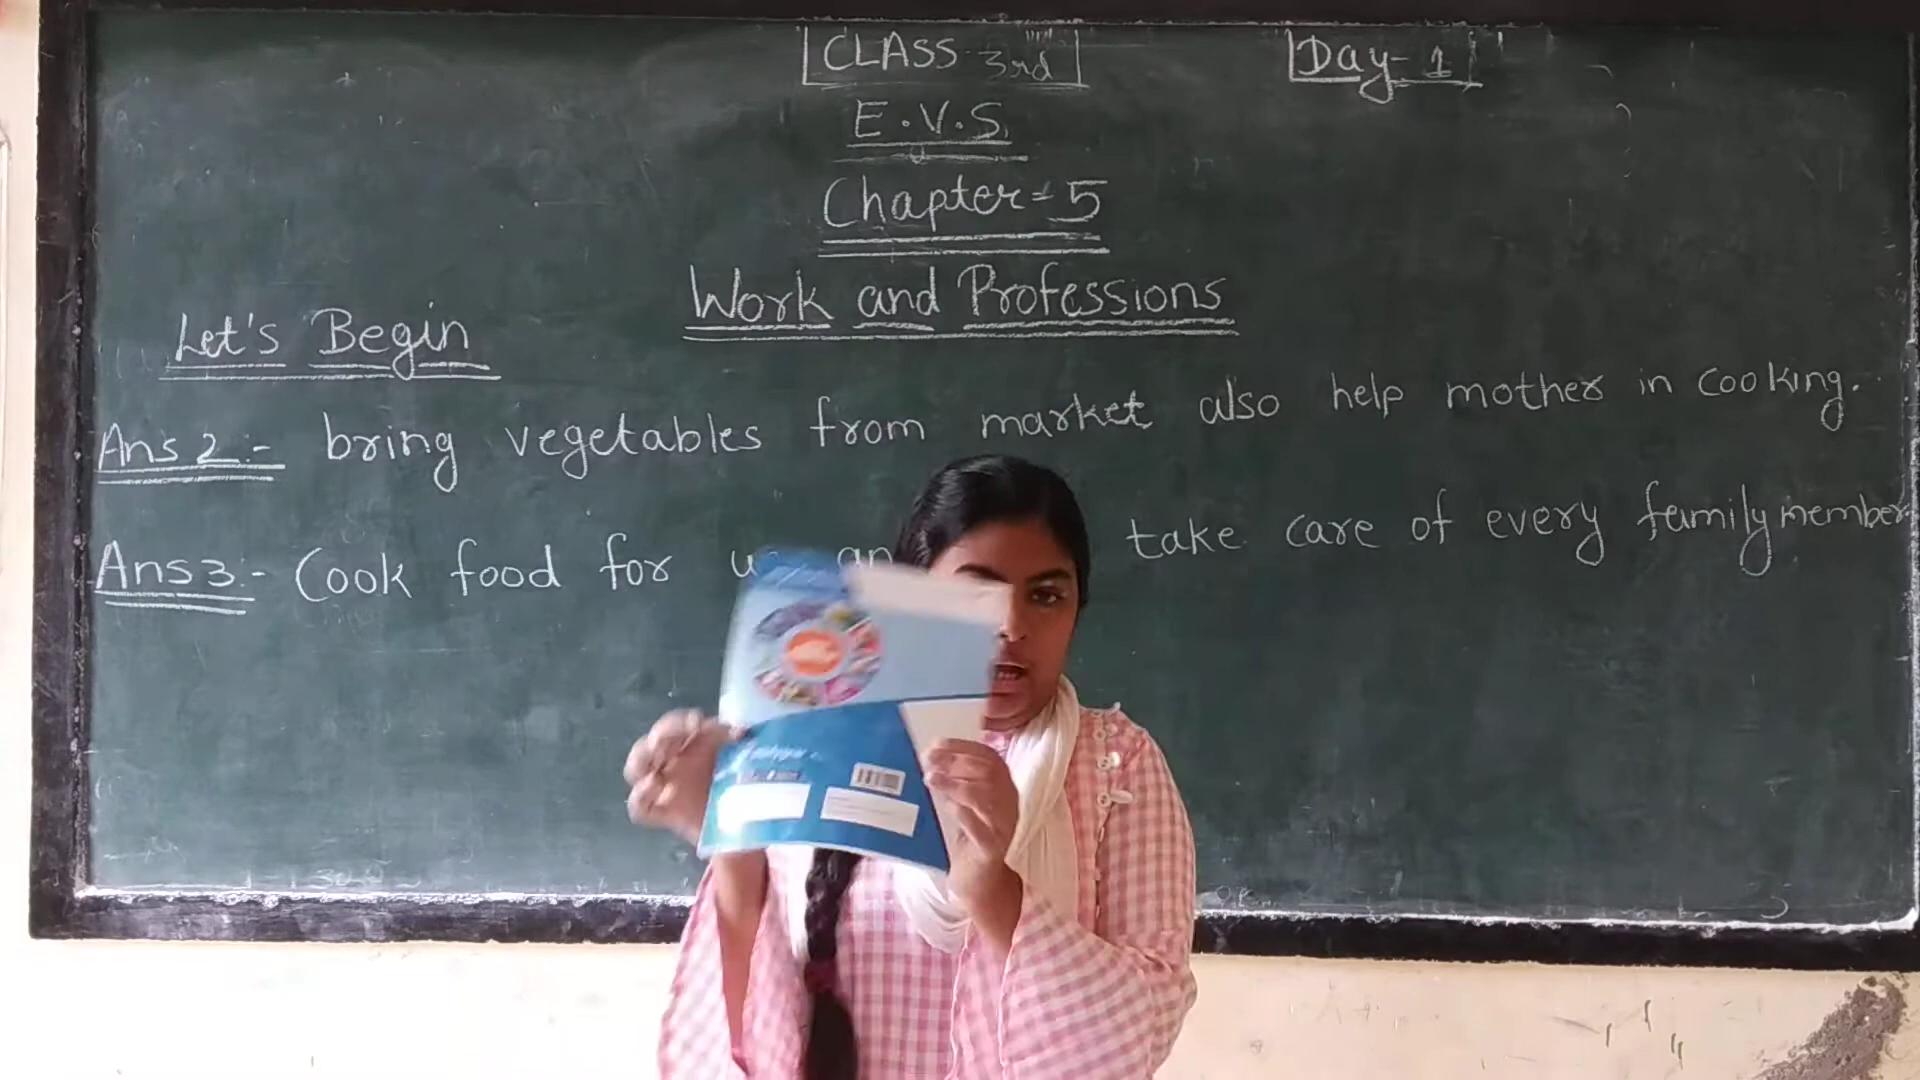 CLASS 3rd
Day-1
E.V.S.
Chapter-5
Work and Professions
Let's Begin
Ans 2:- bring vegetables from market also help mother in cooking.
Ans 3:- Cook food for take care of every family member